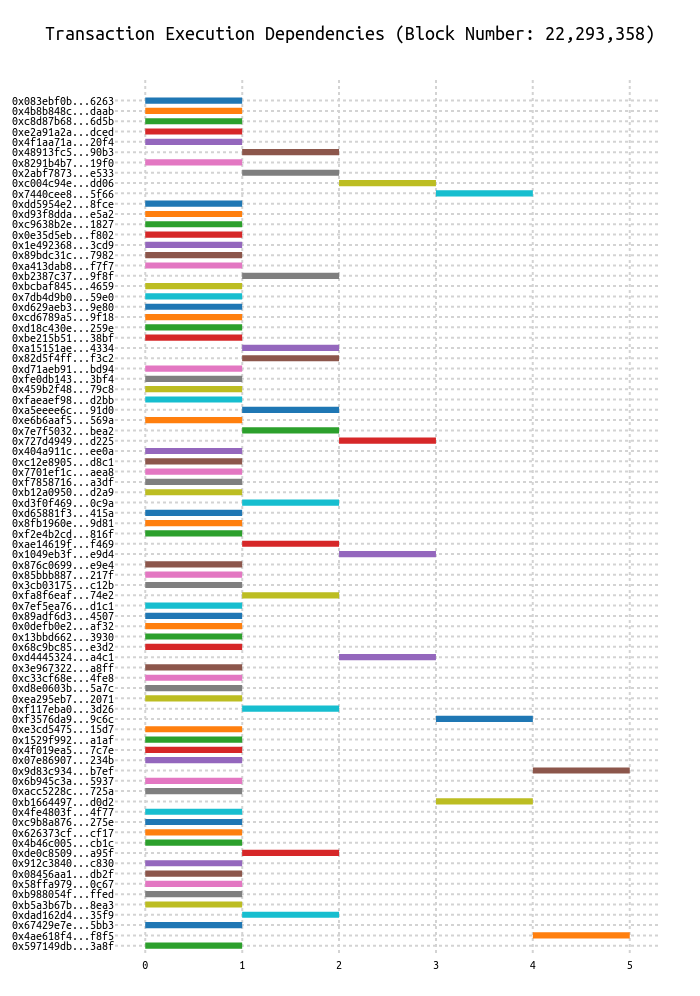 Transaction Execution Dependencies (Block Number: 22,293,358)
0x083ebf0b...6263
0x4b8b848c...daab
0xc8d87b68...6d5b
0xe2a91a2a...dced
0x4f1aa71a...20f4
0x48913fc5...90b3
0x8291b4b7...19f0
0x2abf7873...e533
0xc004c94e...dd06
0x7440cee8...5f66
0xdd5954e2...8fce
0xd93f8dda...e5a2
0xc9638b2e...1827
0x0e35d5eb...f802
0x1e492368...3cd9
0x89bdc31c...7982
0xa413dab8...f7f7
0xb2387c37...9f8f
0xbcbaf845...4659
0x7db4d9b0...59e0
0xd629aeb3...9e80
0xcd6789a5...9f18
0xd18c430e...259e
0xbe215b51...38bf
0xa15151ae...4334
0x82d5f4ff...f3c2
0xd71aeb91...bd94
0xfe0db143...3bf4
0x459b2f48...79c8
0xfaeaef98...d2bb
0xa5eeee6c...91d0
0xe6b6aaf5...569a
0x7e7f5032...bea2
0x727d4949...d225
0x404a911c...ee0a
0xc12e8905...d8c1
0x7701ef1c...aea8
0xf7858716...a3df
0xb12a0950...d2a9
0xd3f0f469...0c9a
0xd65881f3...415a
0x8fb1960e...9d81
0xf2e4b2cd...816f
0xae14619f...f469
0x1049eb3f...e9d4
0x876c0699...e9e4
0x85bbb887...217f
0x3cb03175...c12b
0xfa8f6eaf...74e2
0x7ef5ea76...d1c1
0x89adf6d3...4507
0x0defb0e2...af32
0x13bbd662...3930
0x68c9bc85...e3d2
0xd4445324...a4c1
0x3e967322...a8ff
0xc33cf68e...4fe8
0xd8e0603b...5a7c
0xea295eb7...2071
0xf117eba0...3d26
0xf3576da9...9c6c
0xe3cd5475...15d7
0x1529f992...a1af
0x4f019ea5...7c7e
0x07e86907...234b
0x9d83c934...b7ef
0x6b945c3a...5937
0xacc5228c...725a
0xb1664497...d0d2
0x4fe4803f...4f77
0xc9b8a876...275e
0x626373cf...cf17
0x4b46c005...cb1c
0xde0c8509...a95f
0x912c3840...c830
0x08456aa1...db2f
0x58ffa979...0c67
0xb988054f...ffed
0xb5a3b67b...8ea3
0xdad162d4...35f9
0x67429e7e...5bb3
0x4ae618f4...f8f5
0x597149db...3a8f
0 1 2 3 4 5